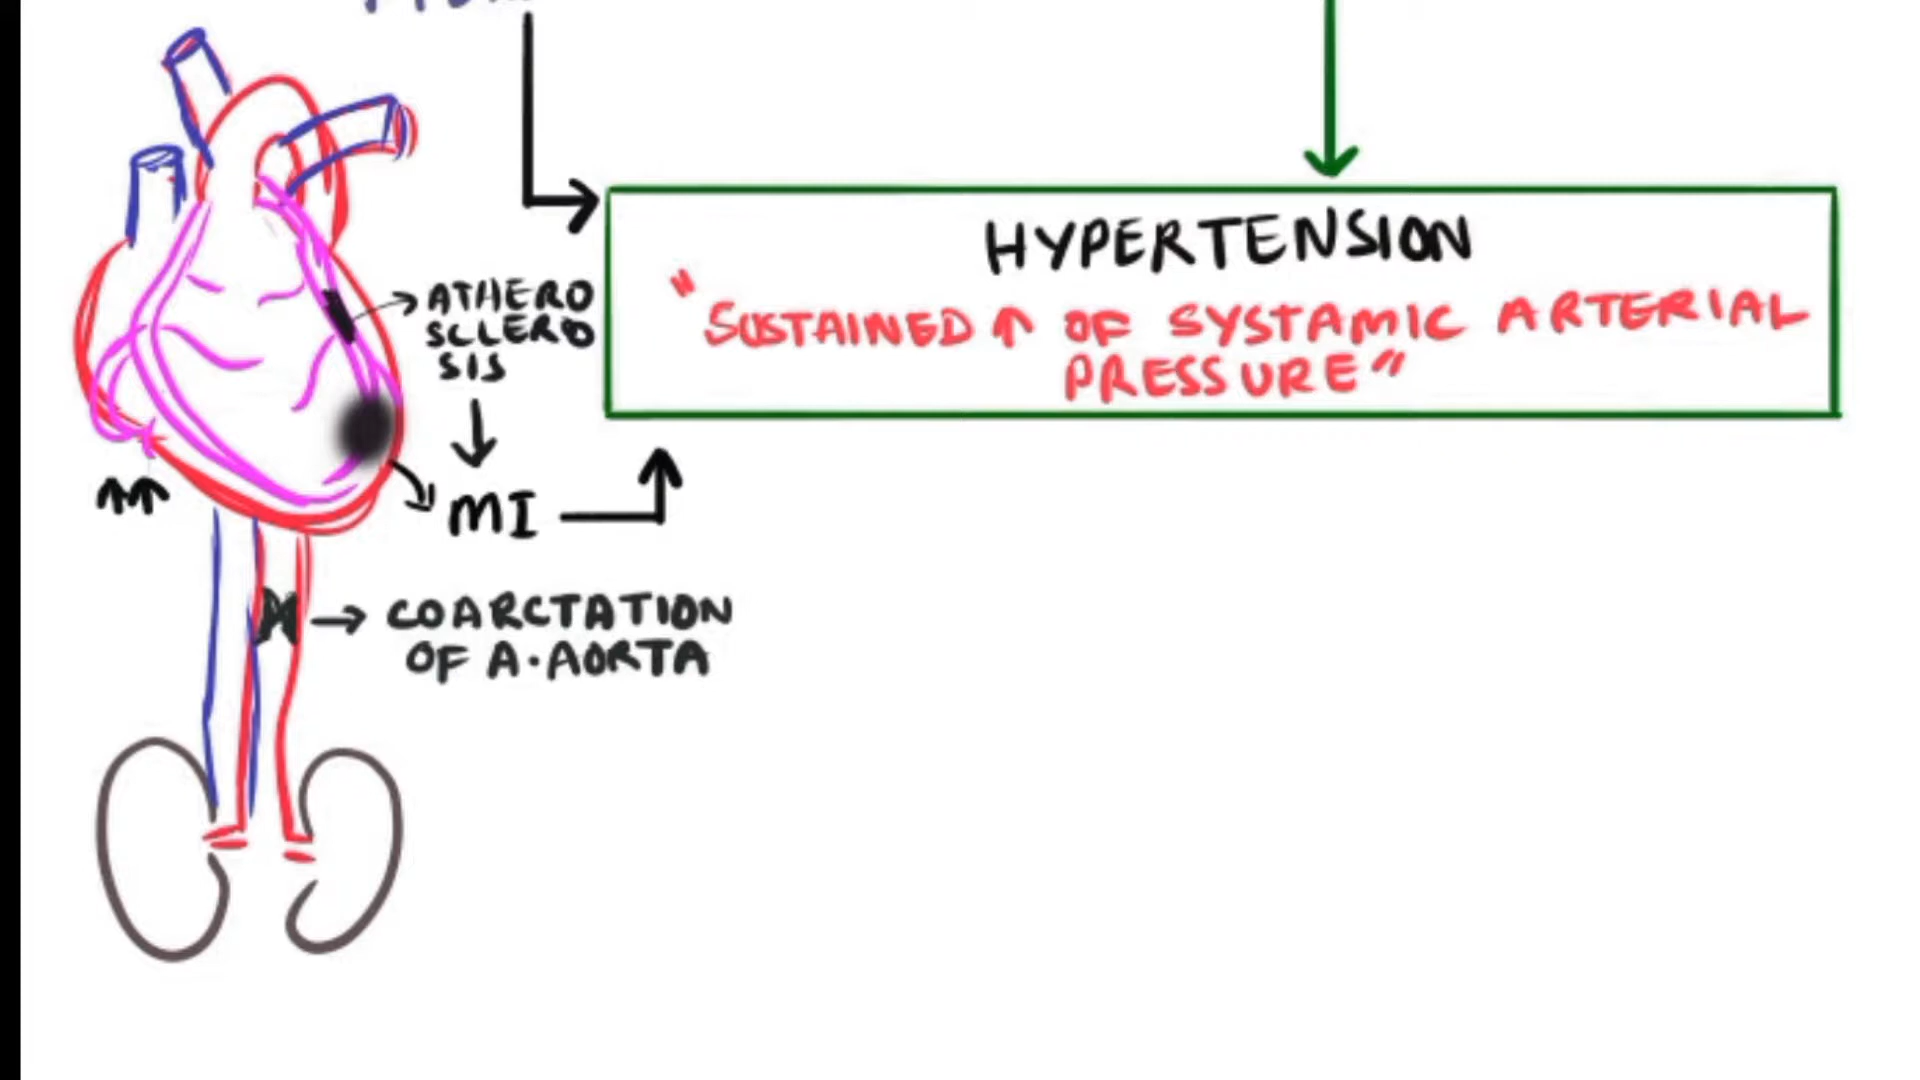 HYPERTENSION
"SUSTAINED ↑ OF SYSTAMIC ARTERIAL
PRESSURE"
ATHERO
SCLERO
SIS
MI
COARCTATION
OF A. AORTA